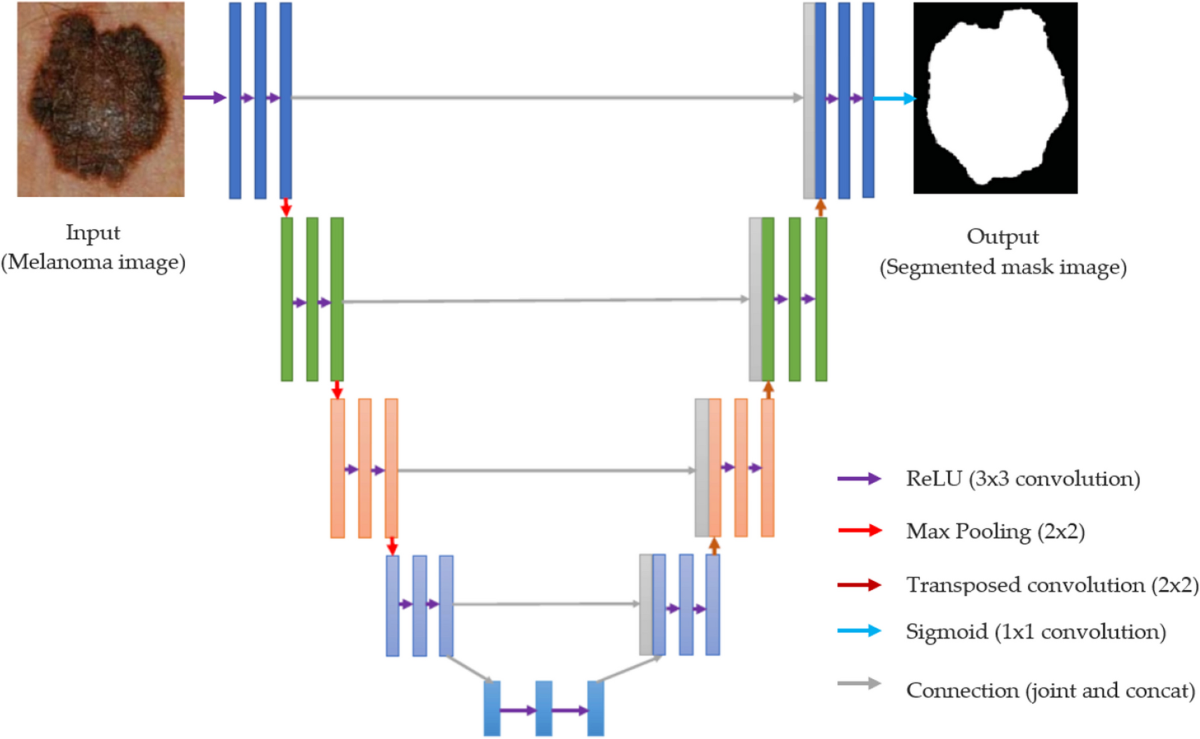 Input
(Melanoma image)
Output
(Segmented mask image)
ReLU (3x3 convolution)
Max Pooling (2x2)
Transposed convolution (2x2)
Sigmoid (1x1 convolution)
Connection (joint and concat)